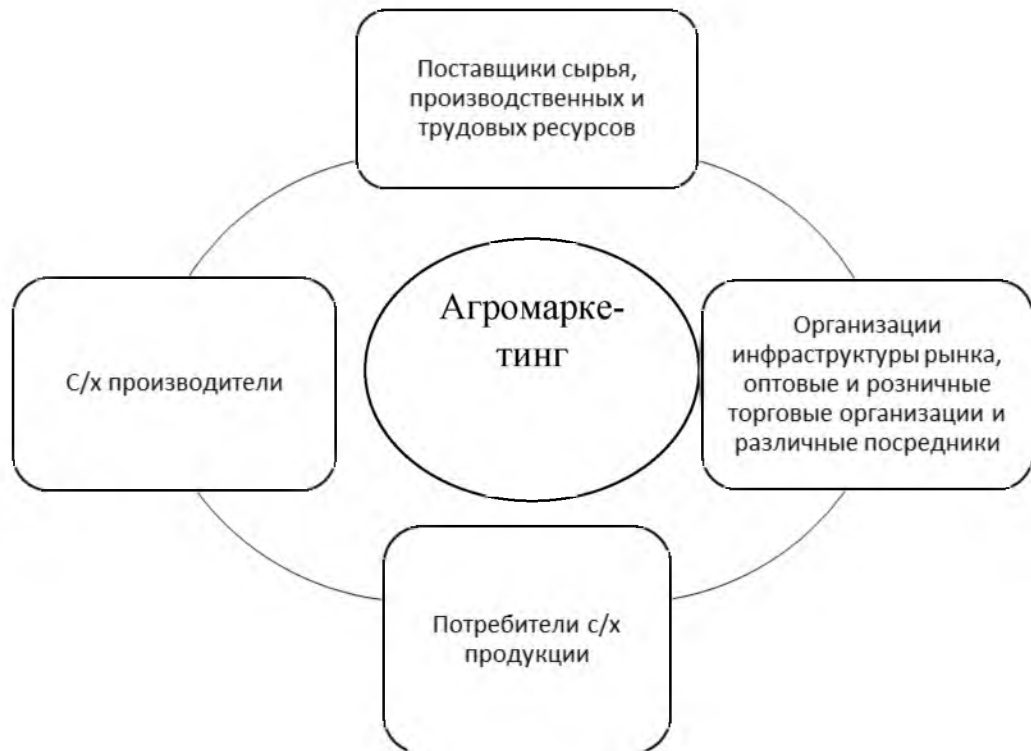 Поставщики сырья,
производственных и
трудовых ресурсов
Агромарке-
тинг
С/х производители
Организации
инфраструктуры рынка,
оптовые и розничные
торговые организации и
различные посредники
Потребители с/х
продукции